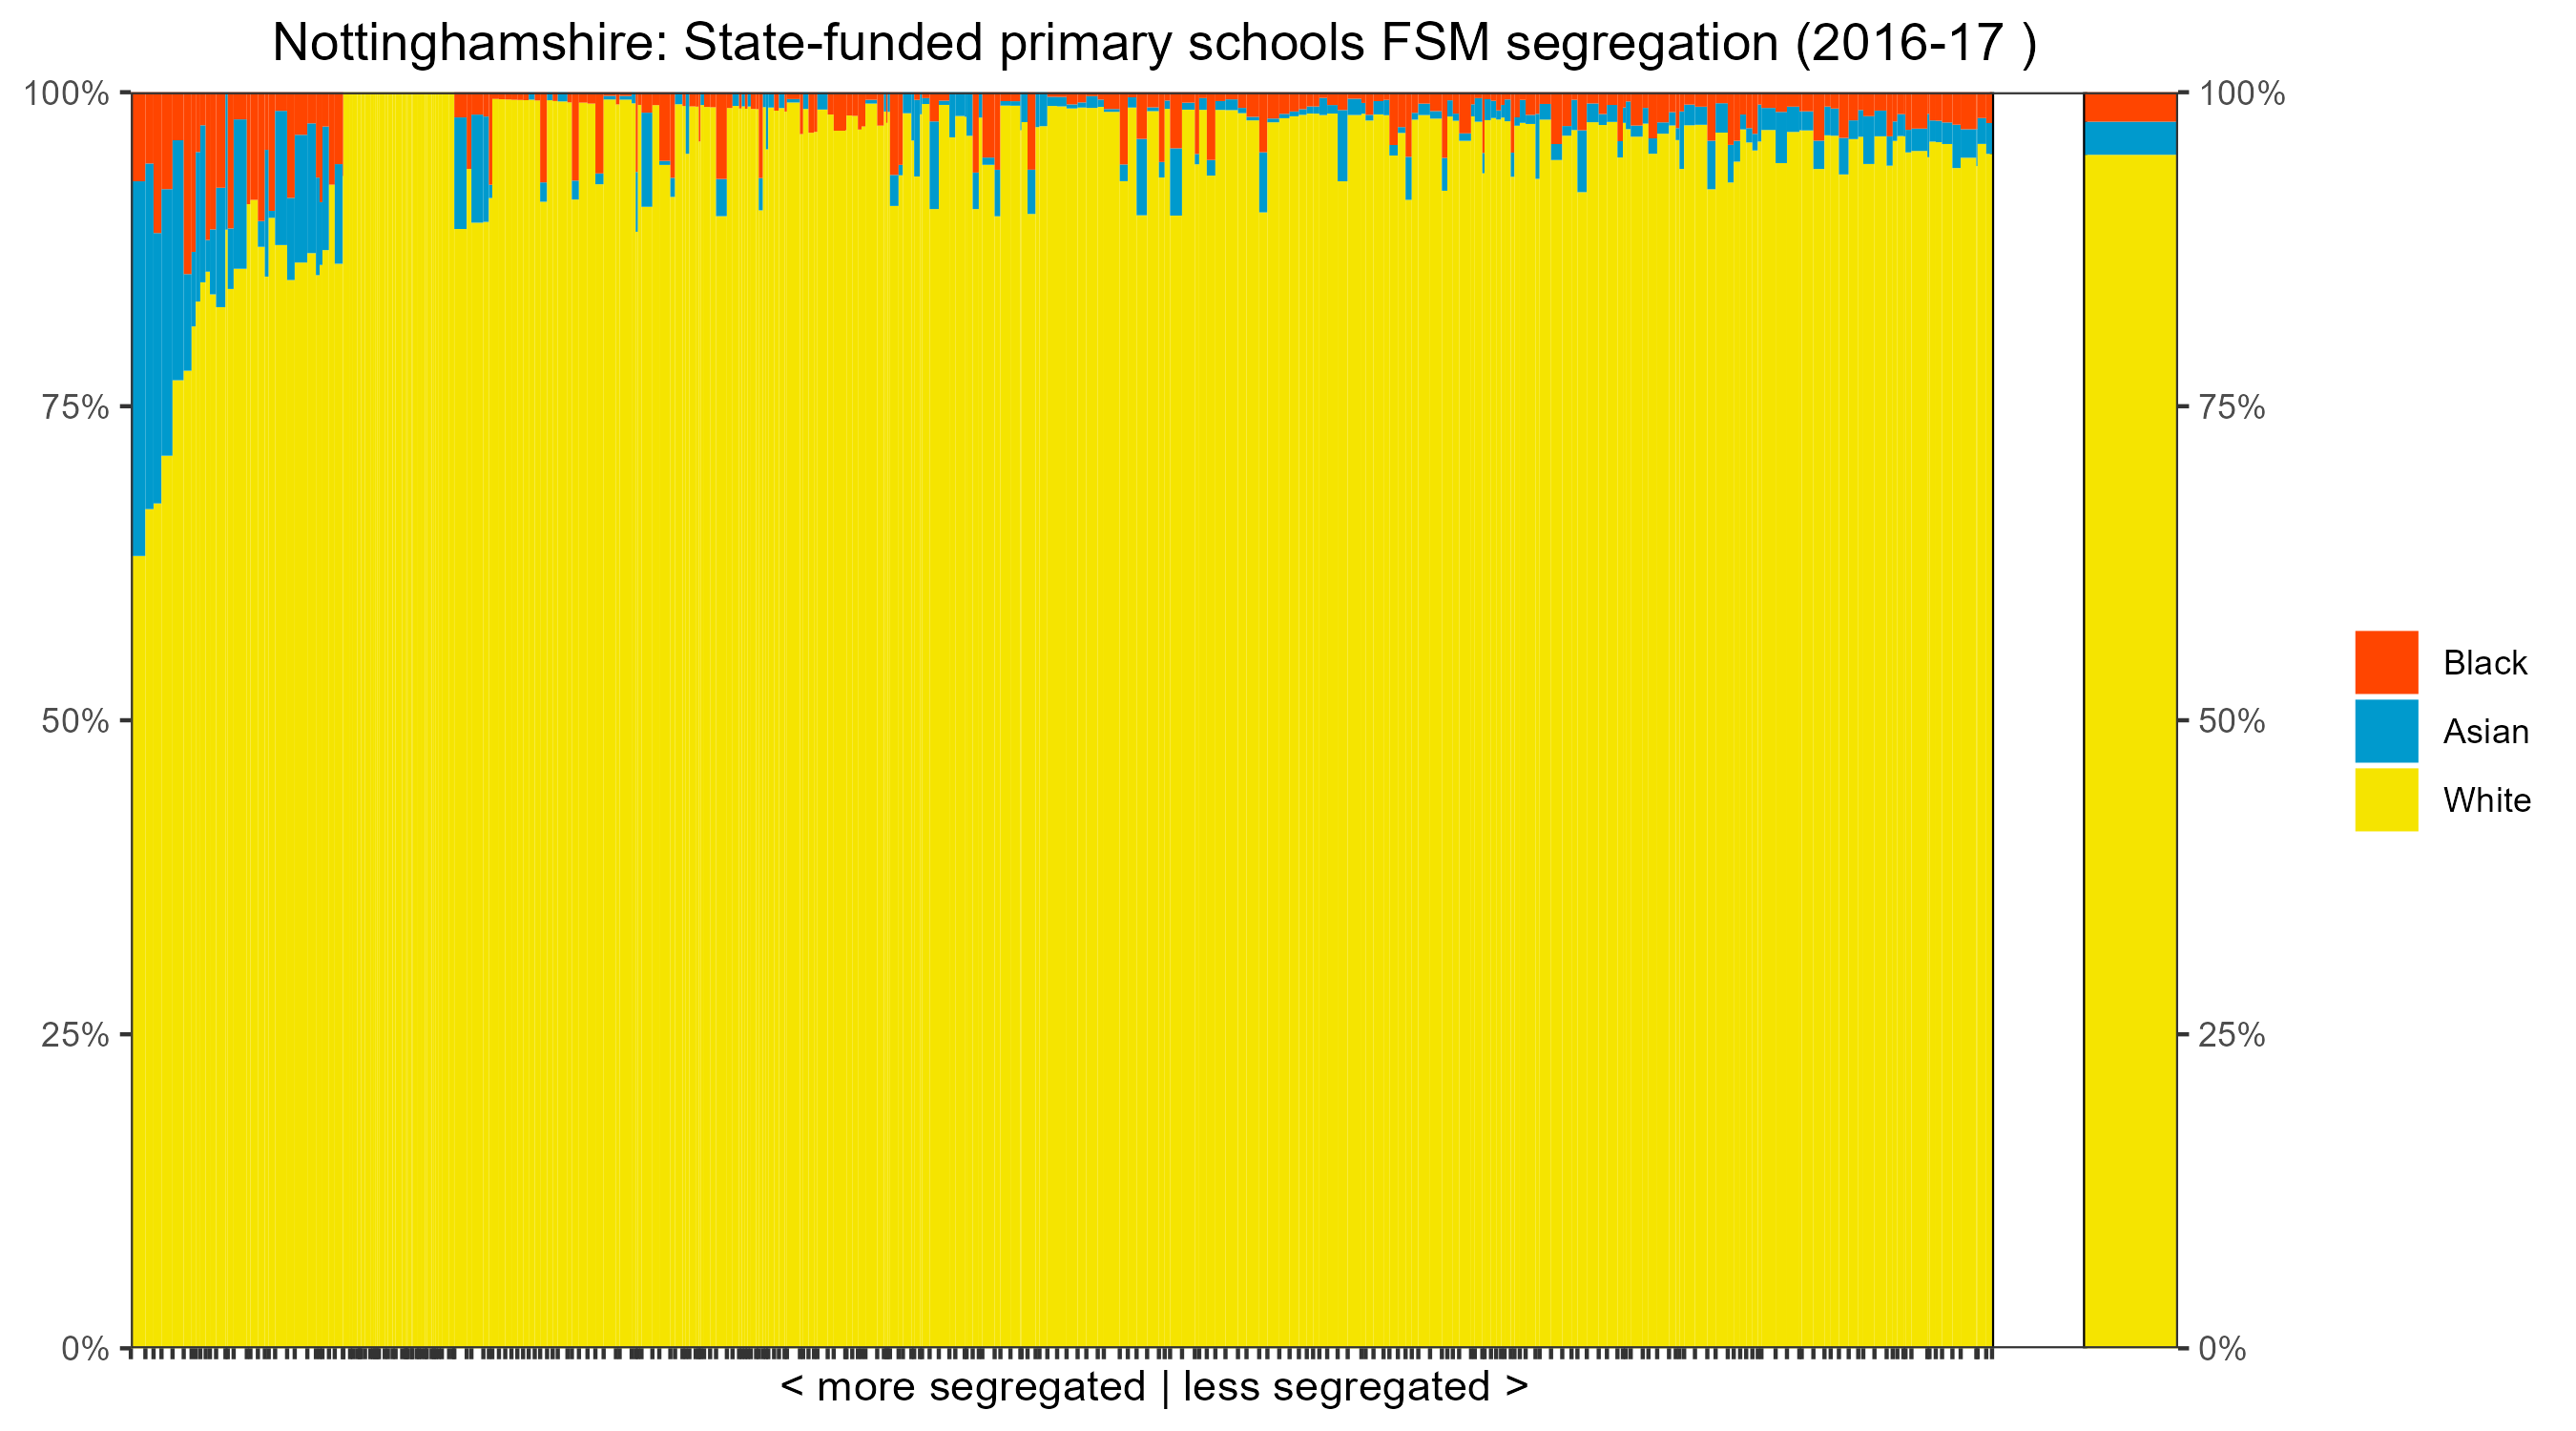 Nottinghamshire: State-funded primary schools FSM segregation (2016-17 )
100%
75%
50%
25%
0%
100%
75%
50%
25%
0%
Black
Asian
White
< more segregated | less segregated >